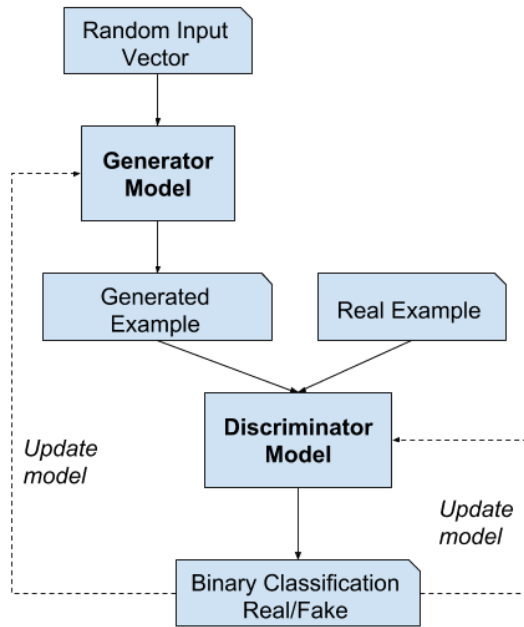 Random Input
Vector
Generator
Model
Generated
Example
Real Example
Discriminator
Model
Update
model
Update
model
Binary Classification
Real/Fake